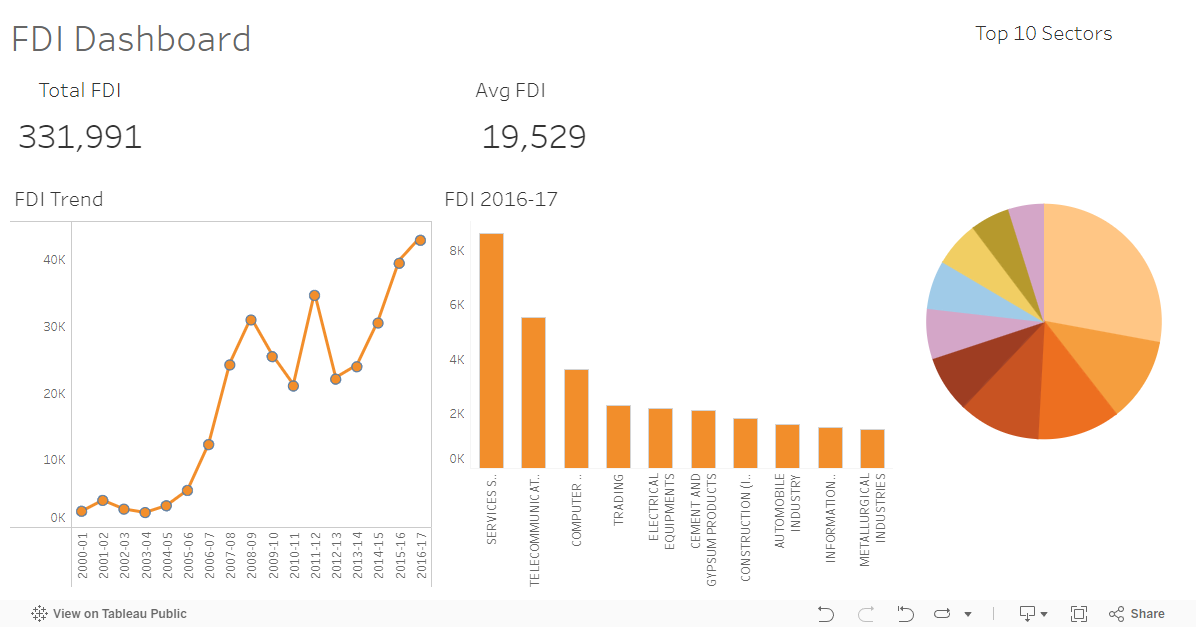 FDI Dashboard
Top 10 Sectors
Total FDI
Avg FDI
331,991
19,529
FDI Trend
FDI 2016-17
40K
30K
20K
10K
0K
2000-01
2001-02
2002-03
2003-04
2004-05
2005-06
2006-07
2007-08
2008-09
2009-10
2010-11
2011-12
2012-13
2013-14
2014-15
2015-16
2016-17
8K
6K
4K
2K
0K
SERVICES S..
TELECOMMUNICAT..
COMPUTER ..
TRADING
ELECTRICAL
EQUIPMENTS
CEMENT AND
GYPSUM PRODUCTS
CONSTRUCTION (I..
AUTOMOBILE
INDUSTRY
INFORMATION..
METALLURGICAL
INDUSTRIES
View on Tableau Public
Share